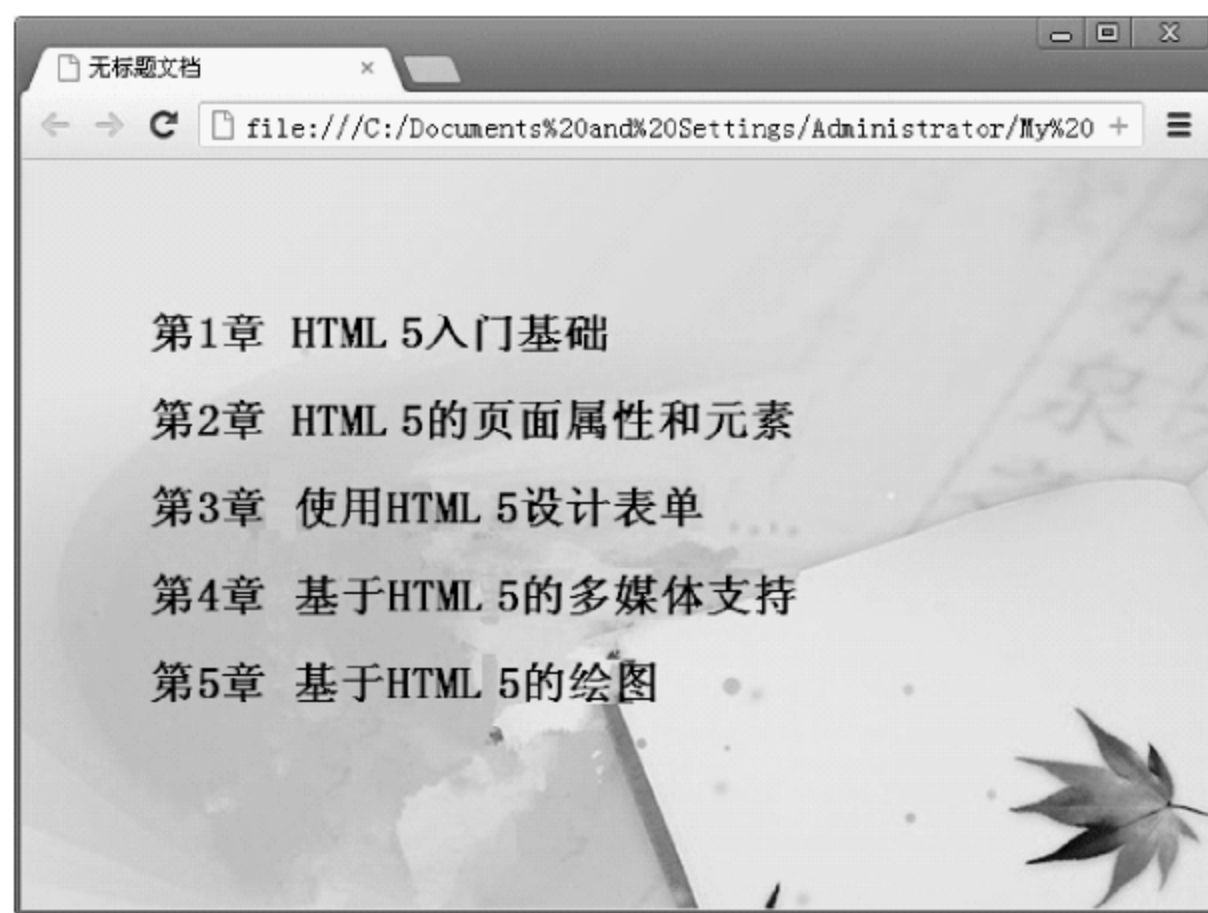 无标题文档
file:///C:/Documents%20and%20Settings/Administrator/My%20
第1章 HTML 5入门基础
第2章 HTML 5的页面属性和元素
第3章 使用HTML 5设计表单
第4章 基于HTML 5的多媒体支持
第5章 基于HTML 5的绘图